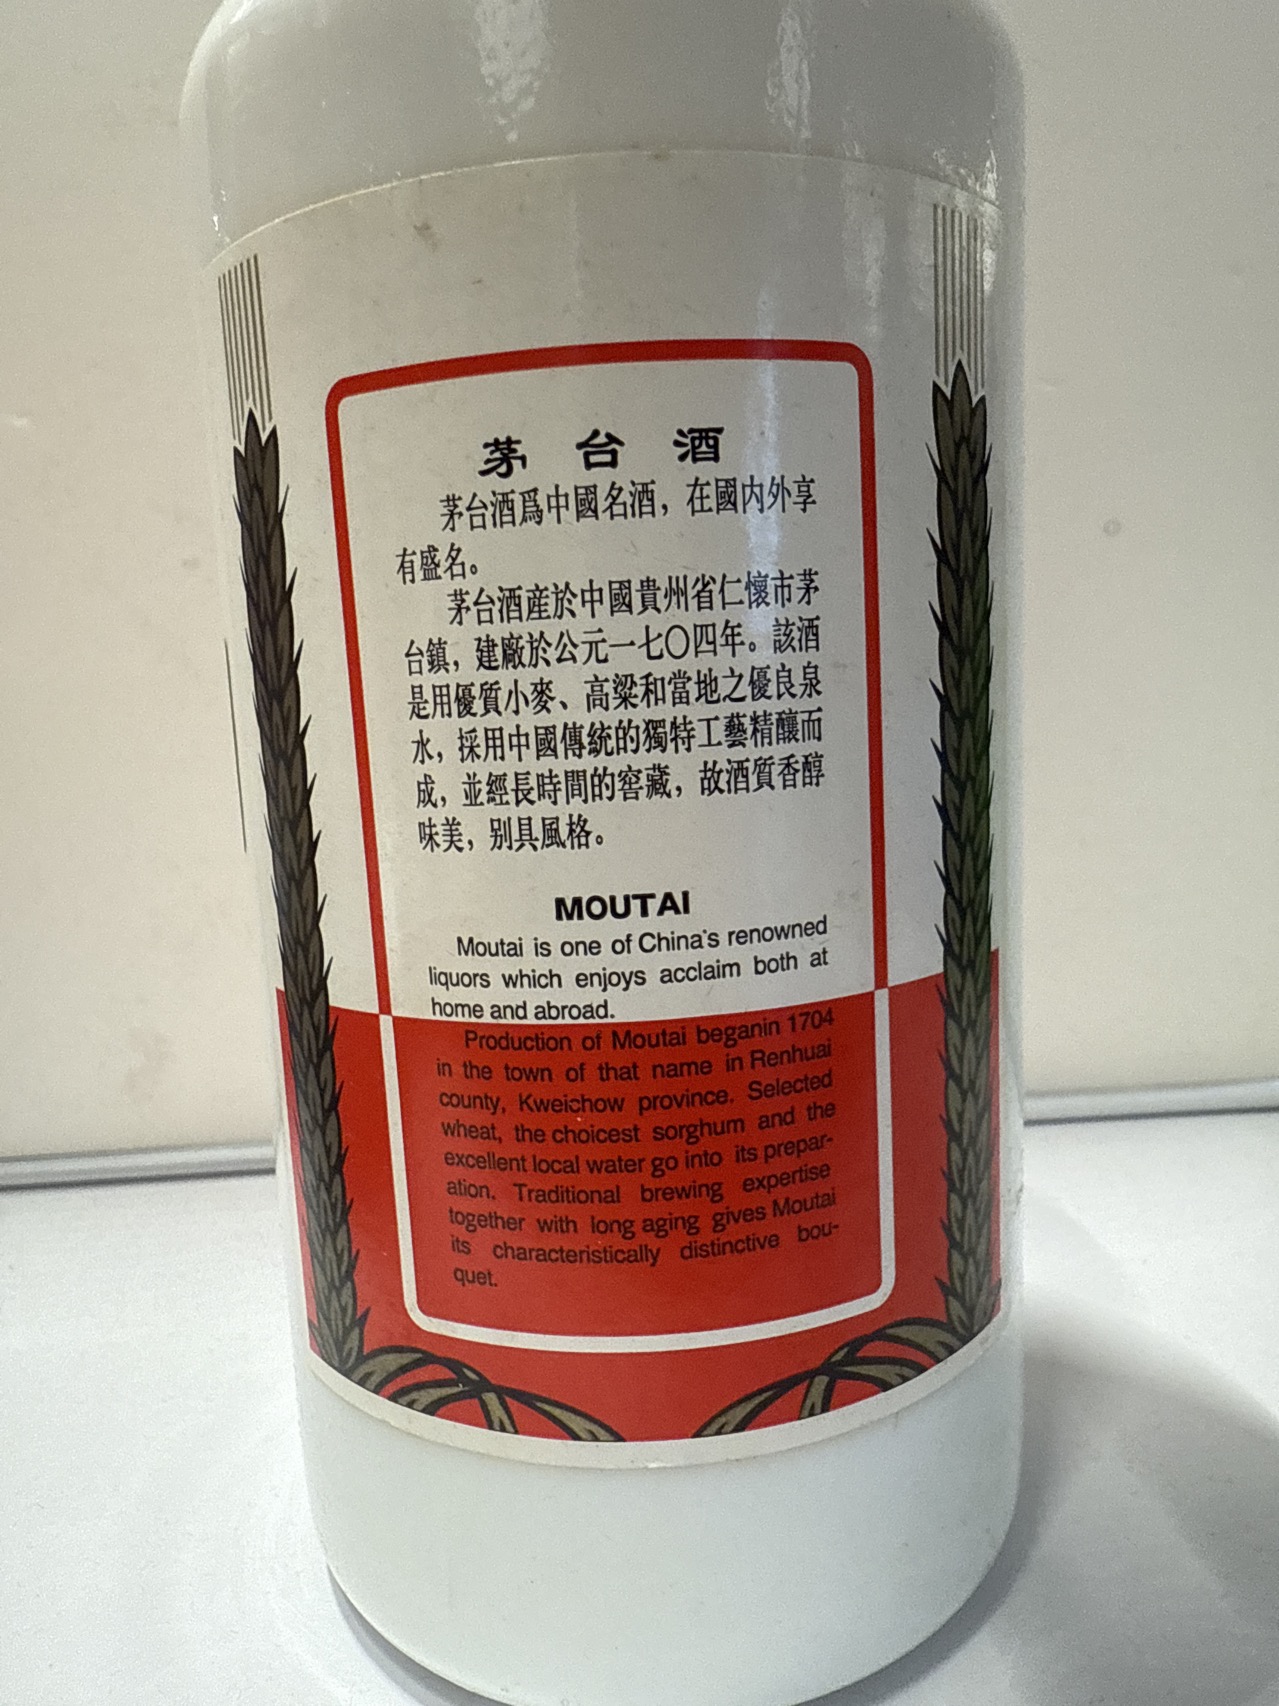 茅台酒
茅台酒爲中國名酒，在國内外享
有盛名。
茅台酒産於中國貴州省仁懷市茅
台鎮，建廠於公元一七〇四年。該酒
是用優質小麥、高粱和當地之優良泉
水，採用中國傳統的獨特工藝精釀而
成，並經長時間的窖藏，故酒質香醇
味美，别具風格。
MOUTAI
Moutai is one of China's renowned
liquors which enjoys acclaim both at
home and abroad.
Production of Moutai beganin 1704
in the town of that name in Renhuai
county, Kweichow province. Selected
wheat, the choicest sorghum and the
excellent local water go into its prepar-
ation. Traditional brewing expertise
together with long aging gives Moutai
its characteristically distinctive bou-
quet.